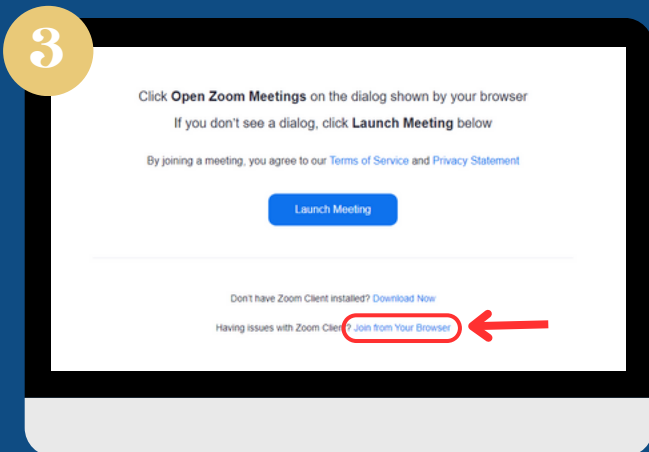 3
Click Open Zoom Meetings on the dialog shown by your browser
If you don't see a dialog, click Launch Meeting below
By joining a meeting, you agree to our Terms of Service and Privacy Statement
Launch Meeting
Don't have Zoom Client installed? Download Now
Having issues with Zoom Client? Join from Your Browser